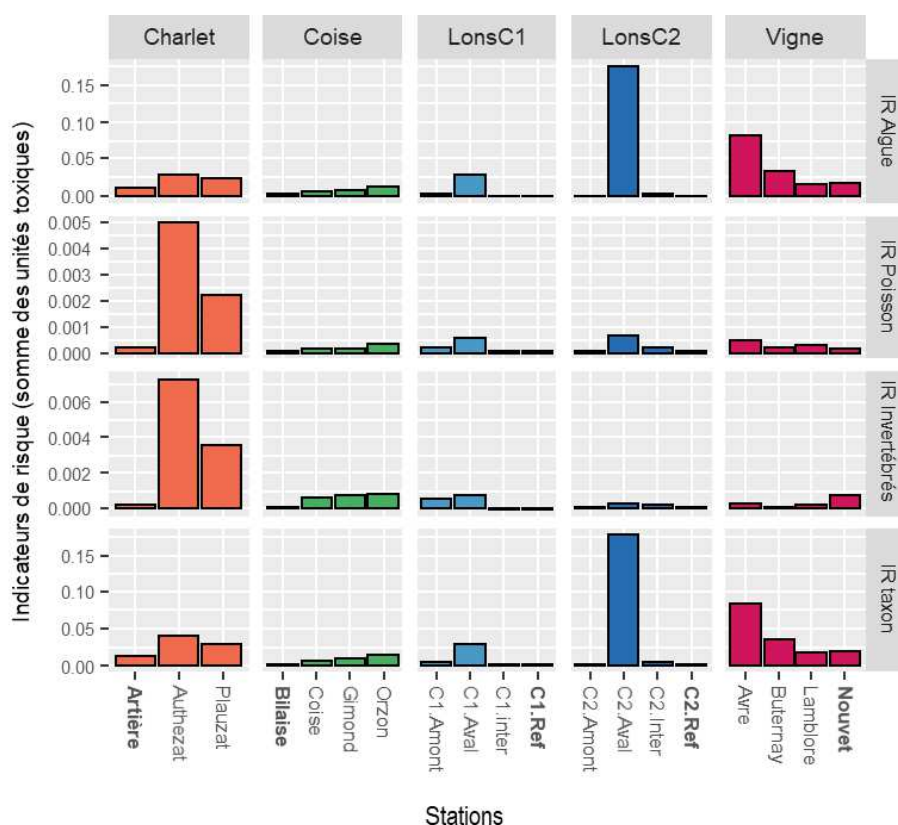 Charlet
Coise
LonsC1
LonsC2
Vigne
Indicateurs de risque (somme des unités toxiques)
0.15
0.10
0.05
0.00
IR Algue
0.005
0.004
0.003
0.002
0.001
0.000
IR Poisson
0.006
0.004
0.002
0.000
IR Invertébrés
0.15
0.10
0.05
0.00
IR taxon
Artière
Authezat
Plauzat
Bilaise
Coise
Gimond
Orzon
C1.Amont
C1.Aval
C1.inter
C1.Ref
C2.Amont
C2.Aval
C2.Inter
C2.Ref
Avre
Buternay
Lamblore
Nouvet
Stations